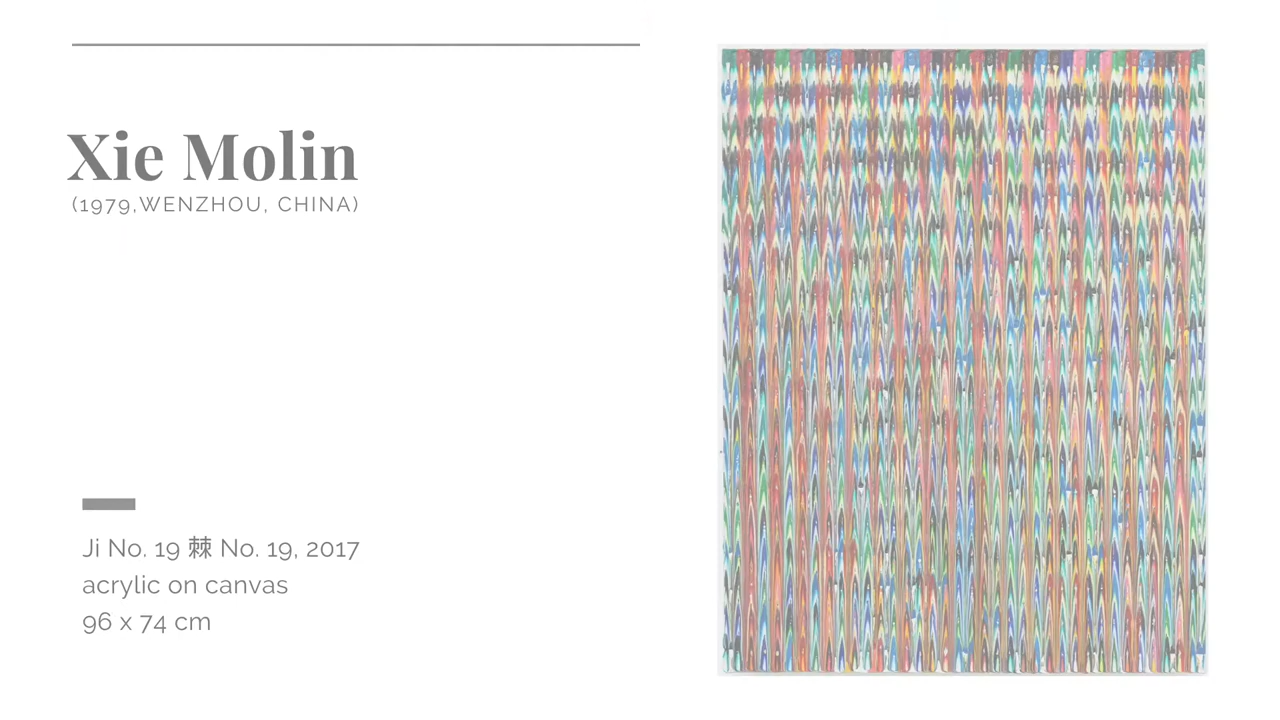 Xie Molin
(1979,WENZHOU, CHINA)
Ji No. 19 棘 No. 19, 2017
acrylic on canvas
96 x 74 cm